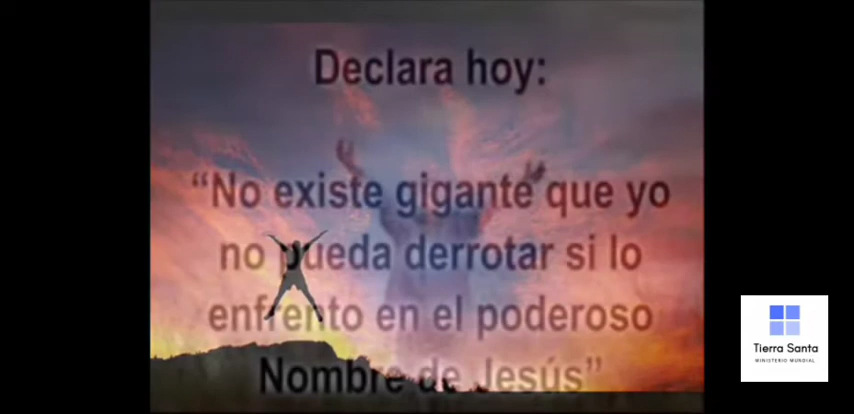 Declara hoy:
“No existe gigante que yo
no pueda derrotar si lo
enfrento en el poderoso
Nombre de Jesús”
Tierra Santa
MINISTERIO MUNDIAL